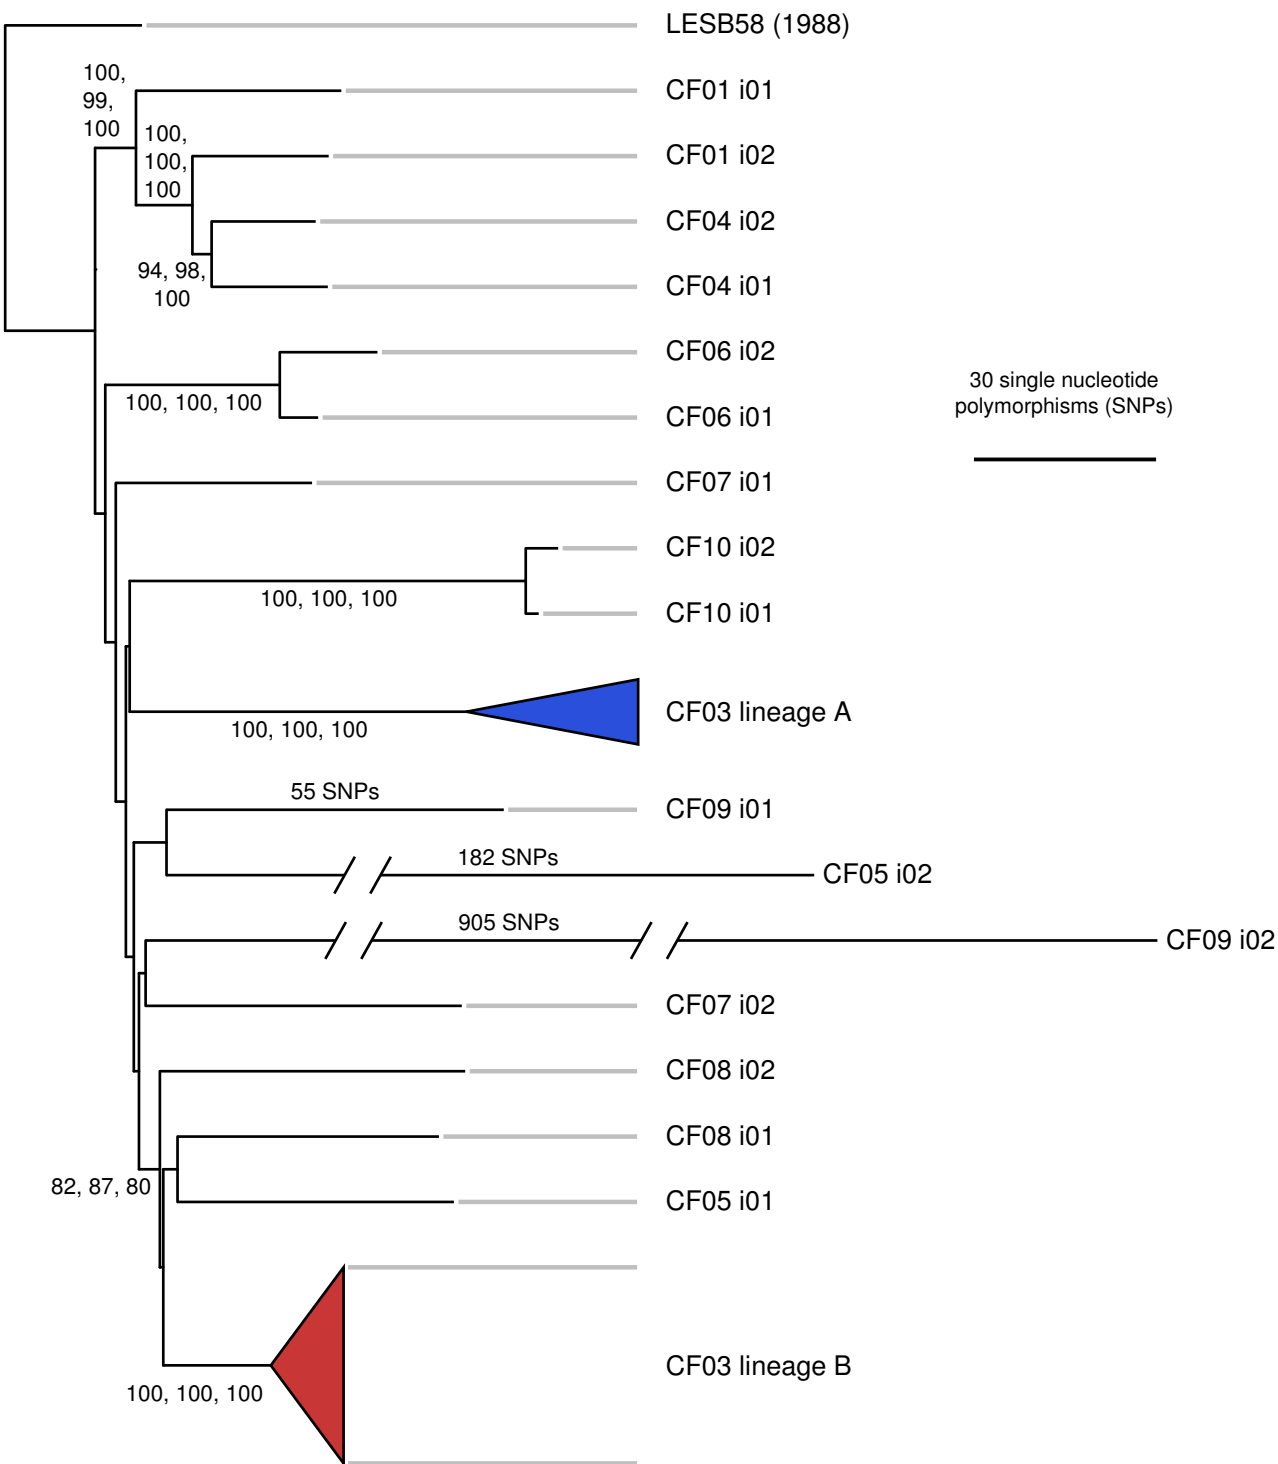 LESB58 (1988)
100,
99,
100
CF01 i01
100,
100,
100
CF01 i02
CF04 i02
94, 98,
100
CF04 i01
CF06 i02
100, 100, 100
CF06 i01
30 single nucleotide
polymorphisms (SNPs)
CF07 i01
CF10 i02
100, 100, 100
CF10 i01
CF03 lineage A
100, 100, 100
55 SNPs
CF09 i01
182 SNPs
CF05 i02
905 SNPs
CF09 i02
CF07 i02
CF08 i02
CF08 i01
82, 87, 80
CF05 i01
CF03 lineage B
100, 100, 100